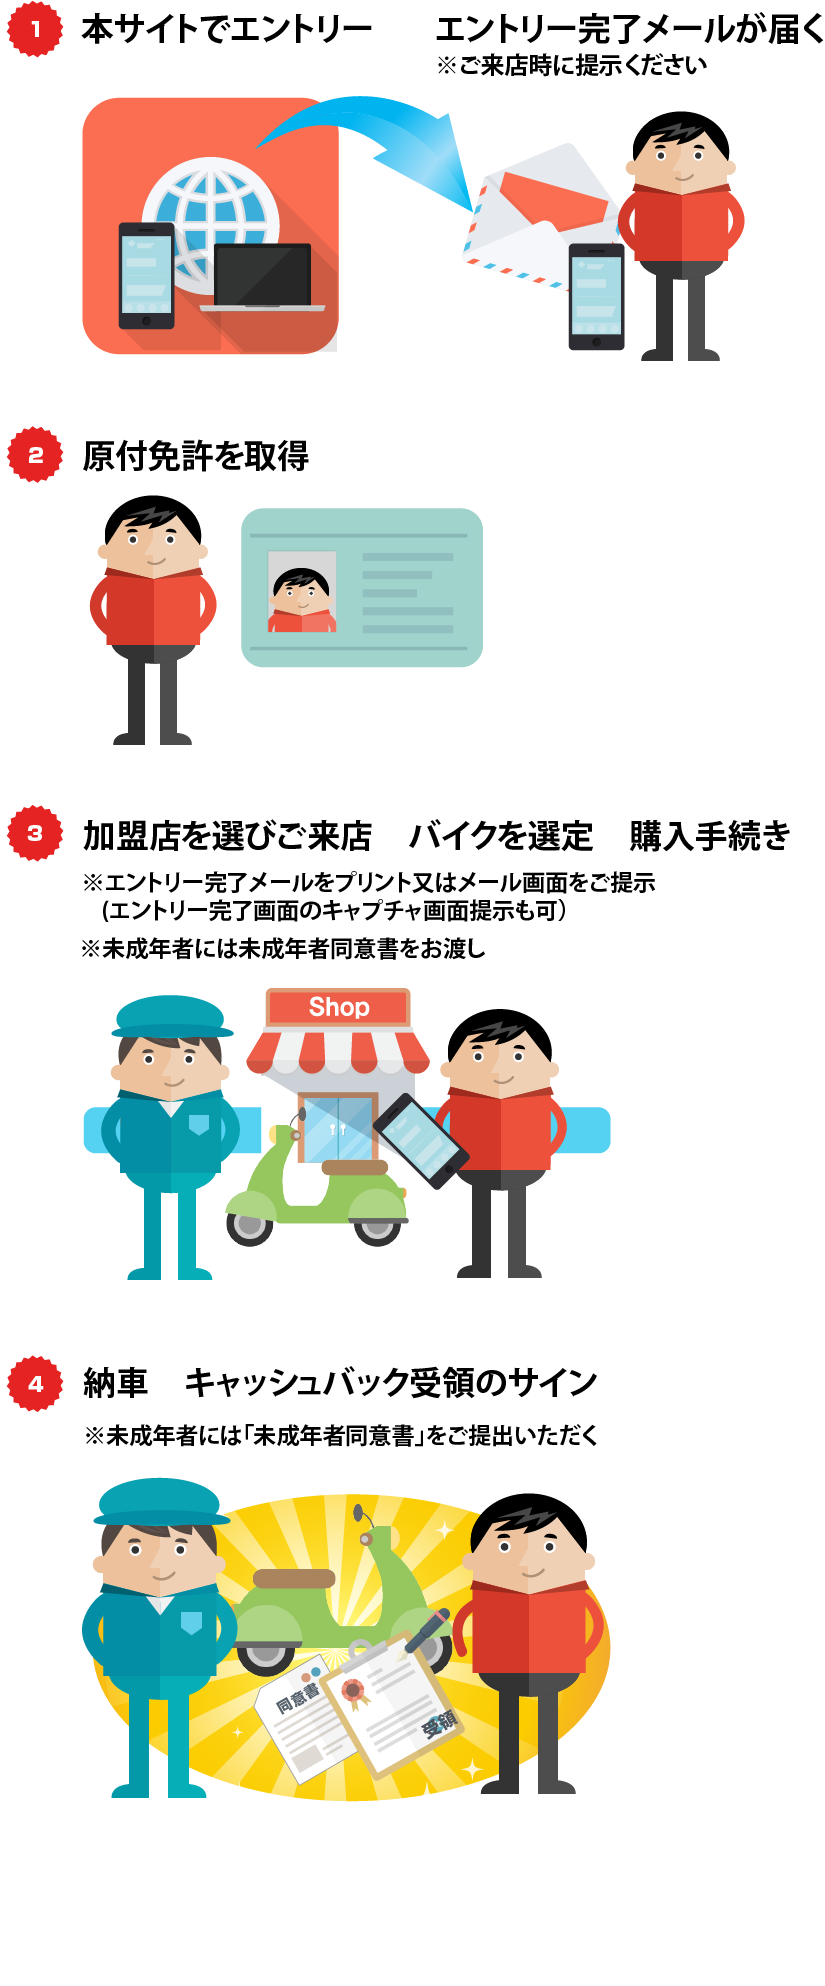 1
本サイトでエントリー　エントリー完了メールが届く
※ご来店時に提示ください
2
原付免許を取得
3
加盟店を選びご来店　バイクを選定　購入手続き
※エントリー完了メールをプリント又はメール画面をご提示
(エントリー完了画面のキャプチャ画面提示も可）
※未成年者には未成年者同意書をお渡し
Shop
4
納車　キャッシュバック受領のサイン
※未成年者には「未成年者同意書」をご提出いただく
同意書
受領